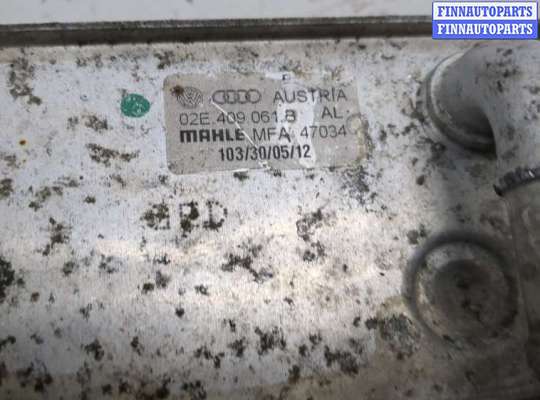 FINNAUTOPARTS
FINNAUTOPARTS
AUSTRIA
02E 409 061 B AL
MAHLE MFA 47034
103/30/05/12